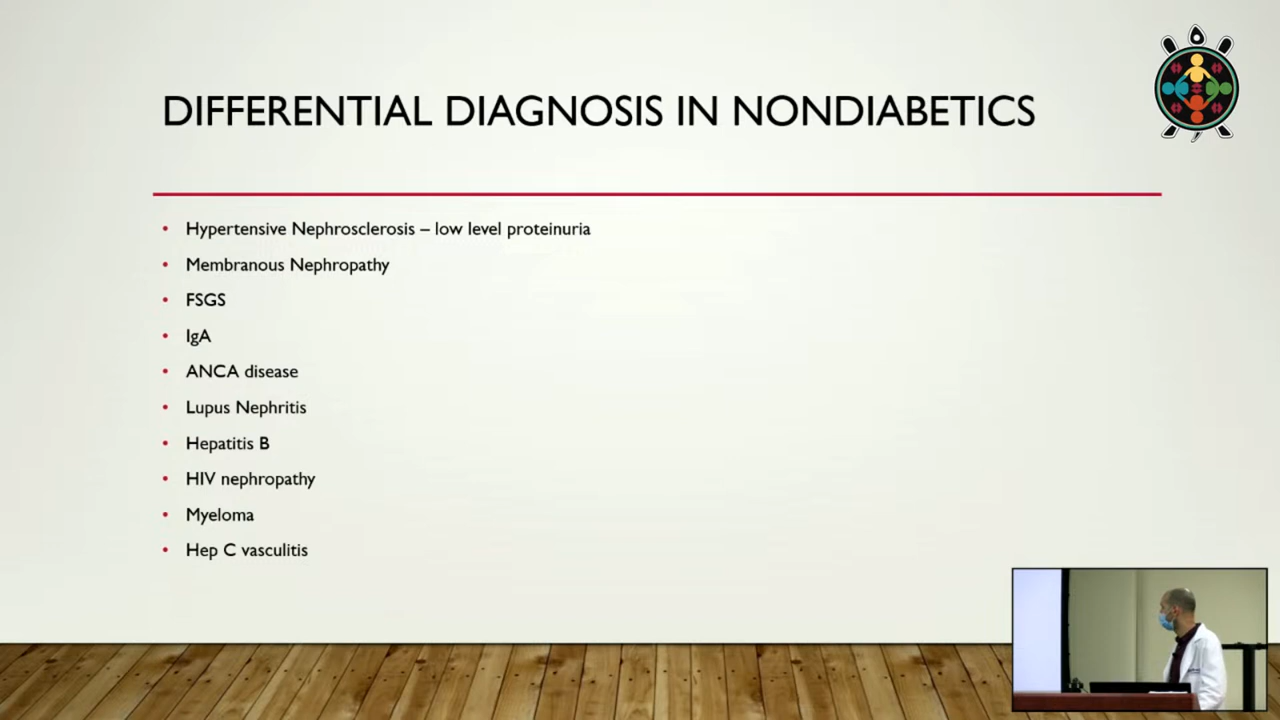 DIFFERENTIAL DIAGNOSIS IN NONDIABETICS
• Hypertensive Nephrosclerosis – low level proteinuria
• Membranous Nephropathy
• FSGS
• IgA
• ANCA disease
• Lupus Nephritis
• Hepatitis B
• HIV nephropathy
• Myeloma
• Hep C vasculitis